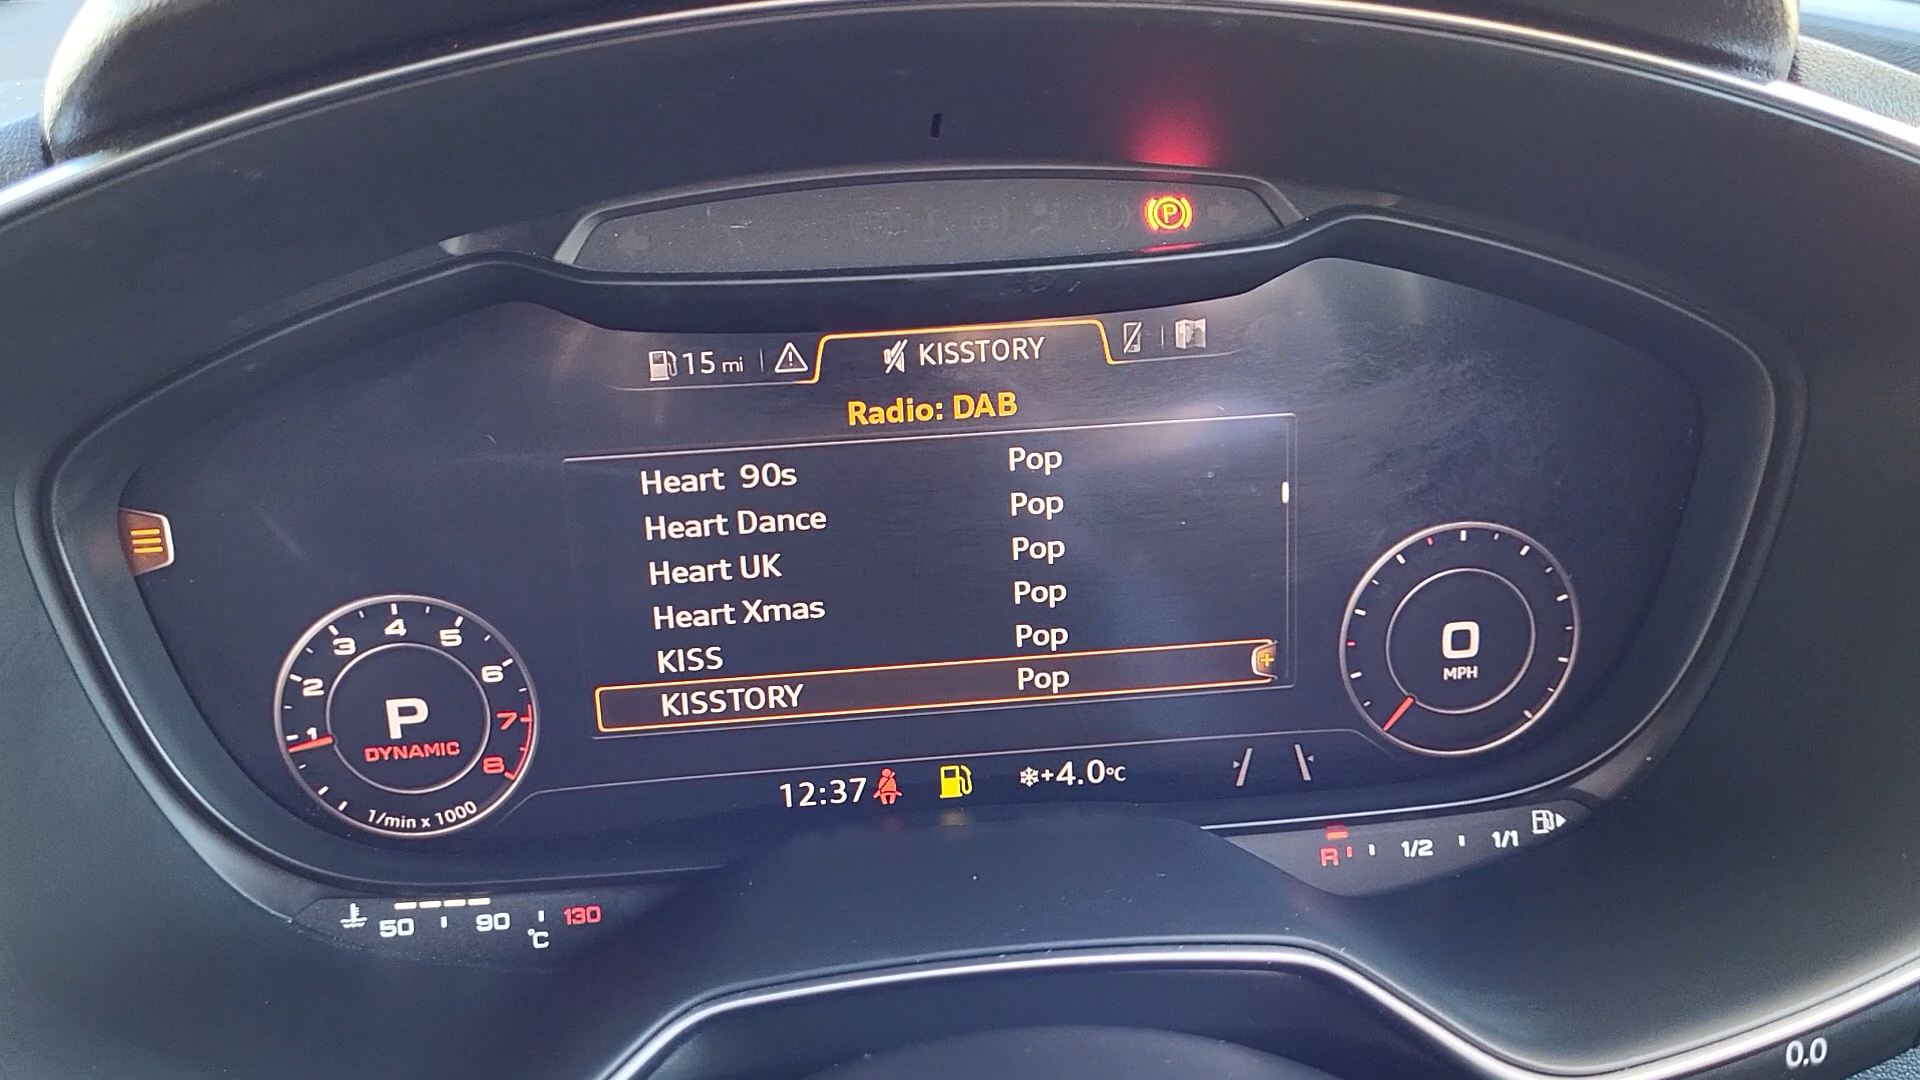 P
15 mi
KISSTORY
Radio: DAB
Heart 90s Pop
Heart Dance Pop
Heart UK Pop
Heart Xmas Pop
KISS Pop
KISSTORY Pop
1 2 3 4 5 6 7 8
P
DYNAMIC
1/min x 1000
0
MPH
12:37
+4.0°C
R 1/2 1/1
50 90 130
°C
0,0